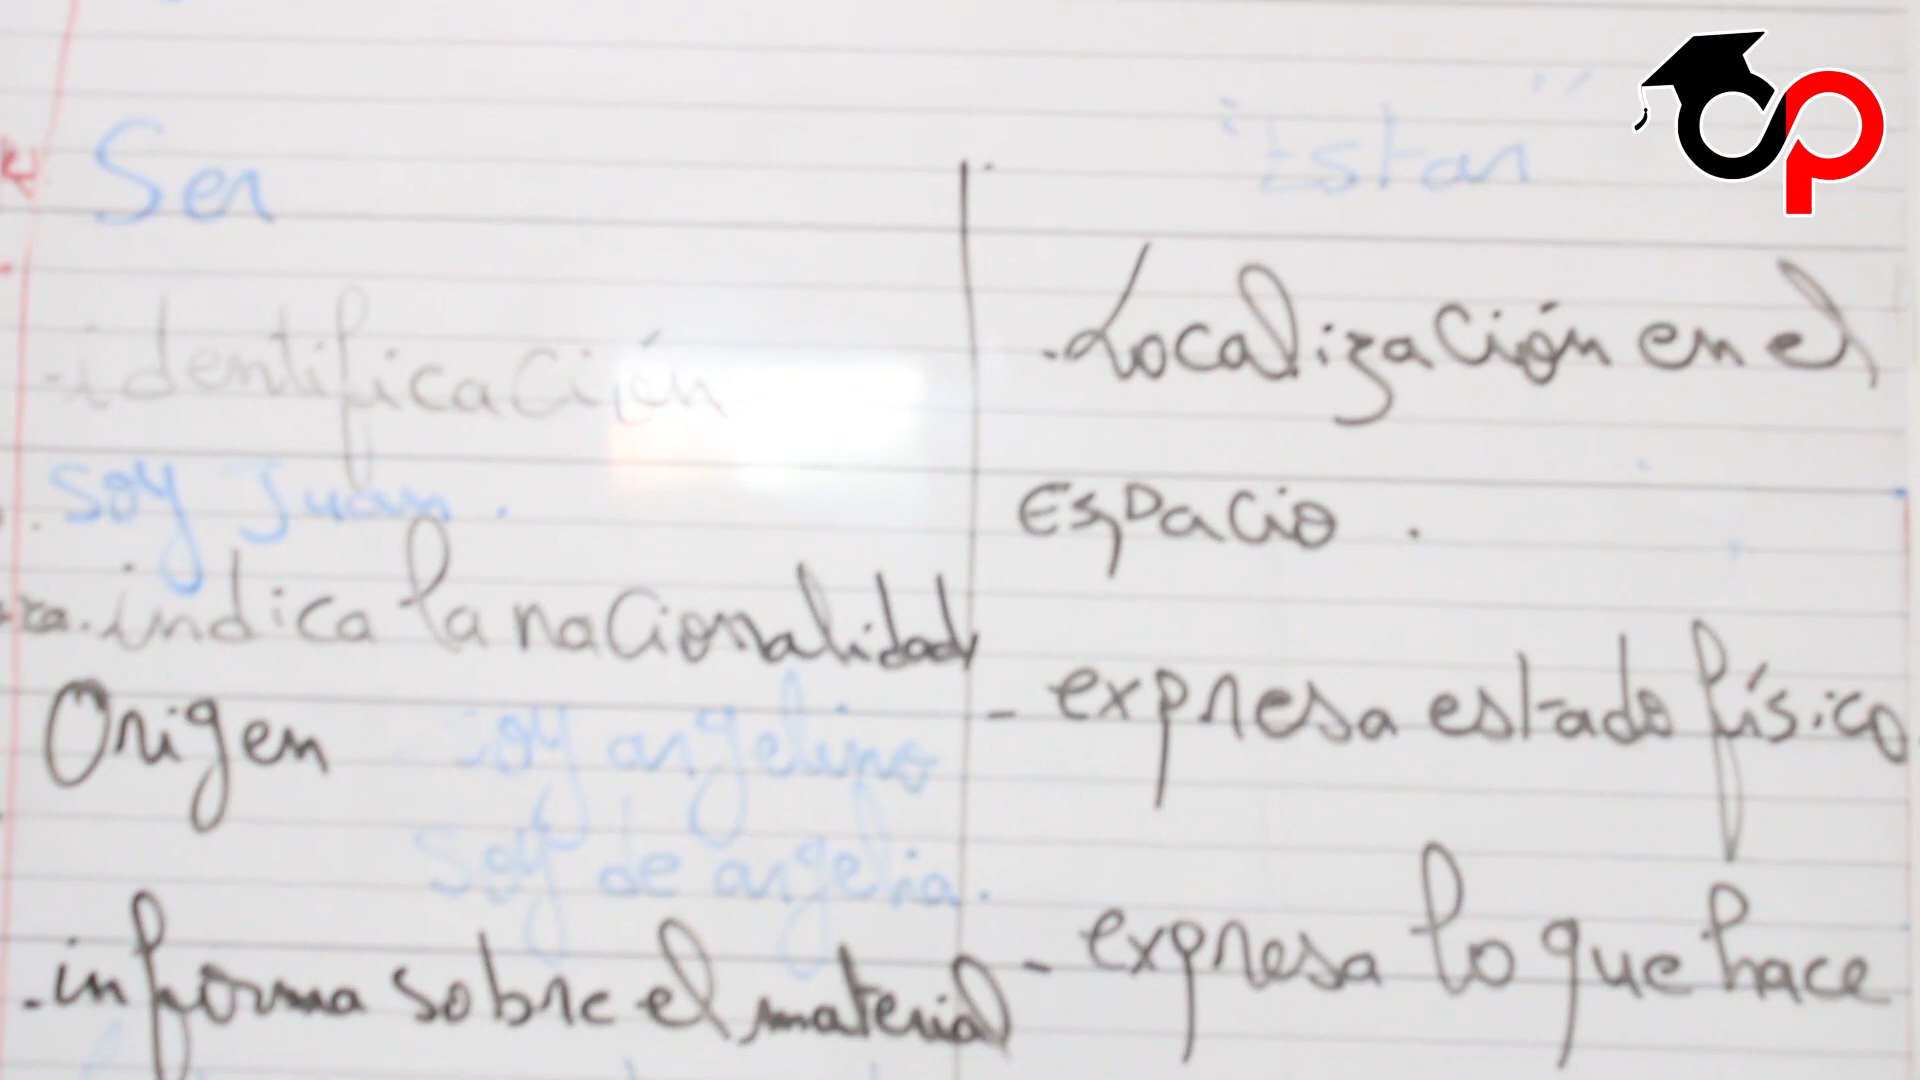 Ser
- identificación
Soy Juan.
. indica la nacionalidad
Origen
Soy angelino
Soy de angelia.
- informa sobre el material
"Estar"
. Localización en el
Espacio.
- expresa estado físico
- expresa lo que hace